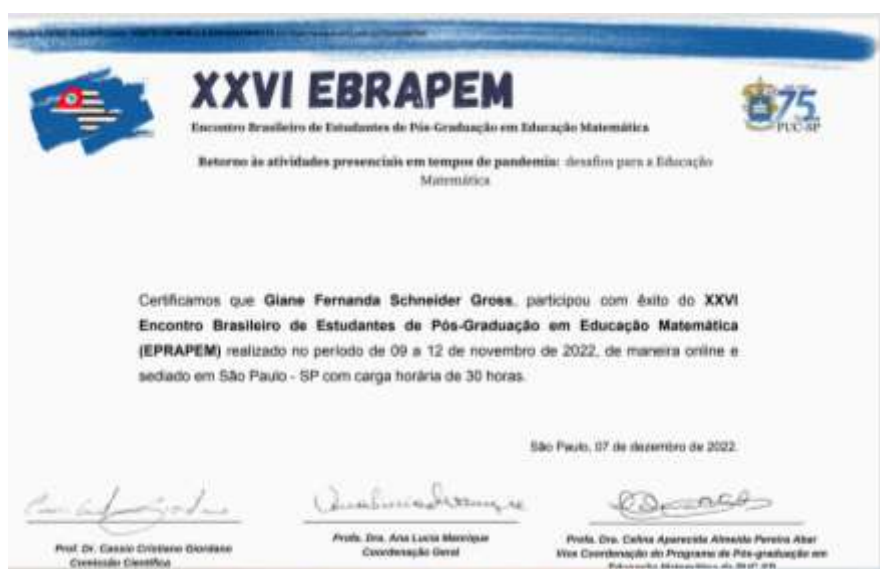 XXVI EBRAPEM
Encontro Brasileiro de Estudantes de Pós-Graduação em Educação Matemática
75
PUC-SP
Retorno às atividades presenciais em tempos de pandemia: desafios para a Educação
Matemática
Certificamos que Giane Fernanda Schneider Gross, participou com êxito do XXVI
Encontro Brasileiro de Estudantes de Pós-Graduação em Educação Matemática
(EPRAPEM) realizado no período de 09 a 12 de novembro de 2022, de maneira online e
sediado em São Paulo - SP com carga horária de 30 horas.
São Paulo, 07 de dezembro de 2022.
Prof. Dr. Cassio Cristiano Giordano
Comissão Científica
Profa. Dra. Ana Lucia Manrique
Coordenação Geral
Profa. Dra. Celina Aparecida Almeida Pereira Abar
Vice Coordenação do Programa de Pós-graduação em
Educação Matemática da PUC-SP